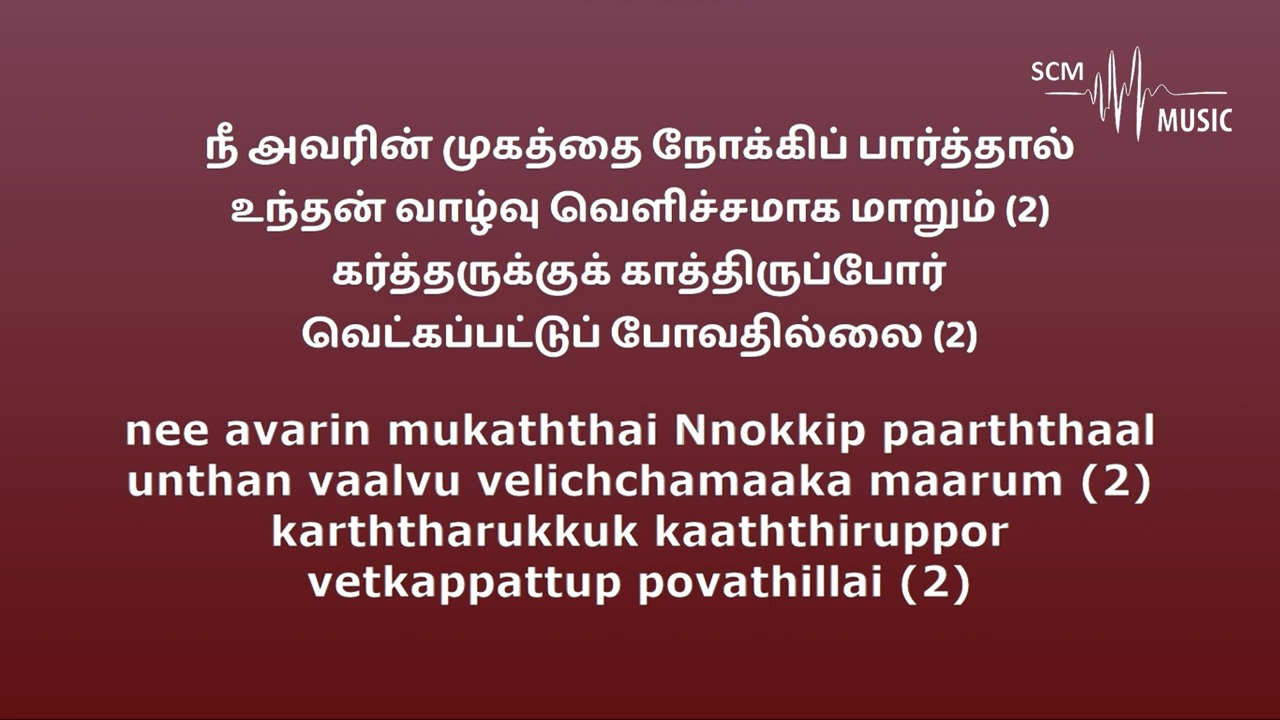 SCM
MUSIC
நீ அவரின் முகத்தை நோக்கிப் பார்த்தால்
உந்தன் வாழ்வு வெளிச்சமாக மாறும் (2)
கர்த்தருக்குக் காத்திருப்போர்
வெட்கப்பட்டுப் போவதில்லை (2)
nee avarin mukaththai Nnokkip paarththaal
unthan vaalvu velichchamaaka maarum (2)
karththarukkuk kaaththiruppor
vetkappattup povathillai (2)